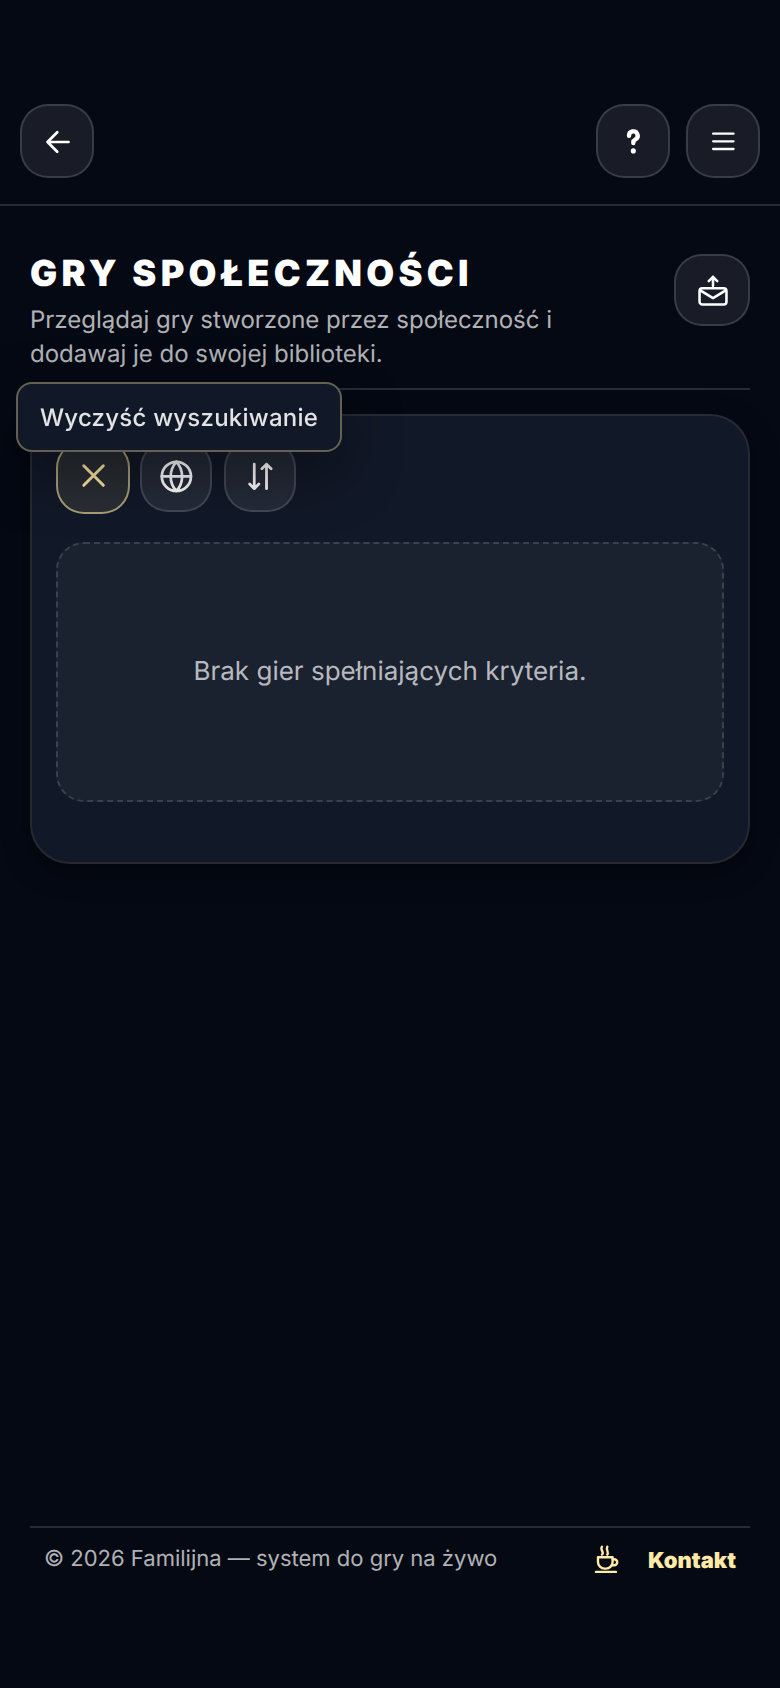 GRY SPOŁECZNOŚCI
Przeglądaj gry stworzone przez społeczność i
dodawaj je do swojej biblioteki.
Wyczyść wyszukiwanie
Brak gier spełniających kryteria.
© 2026 Familijna — system do gry na żywo
Kontakt